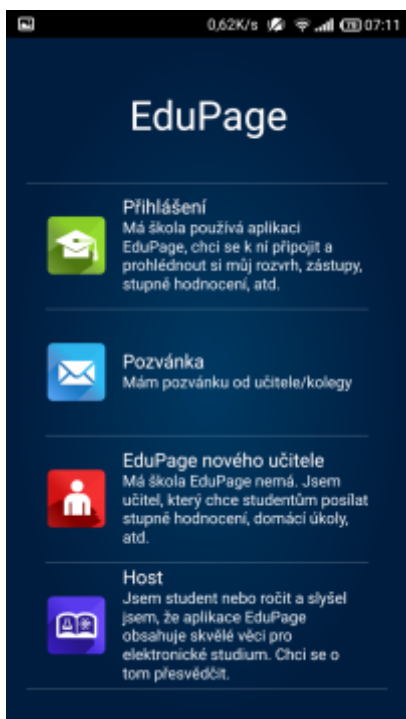 0,62K/s 78 07:11
EduPage
Přihlášení
Má škola používá aplikaci
EduPage, chci se k ní připojit a
prohlédnout si můj rozvrh, zástupy,
stupně hodnocení, atd.
Pozvánka
Mám pozvánku od učitele/kolegy
EduPage nového učitele
Má škola EduPage nemá. Jsem
učitel, který chce studentům posílat
stupně hodnocení, domácí úkoly,
atd.
Host
Jsem student nebo ročit a slyšel
jsem, že aplikace EduPage
obsahuje skvělé věci pro
elektronické studium. Chci se o
tom přesvědčit.